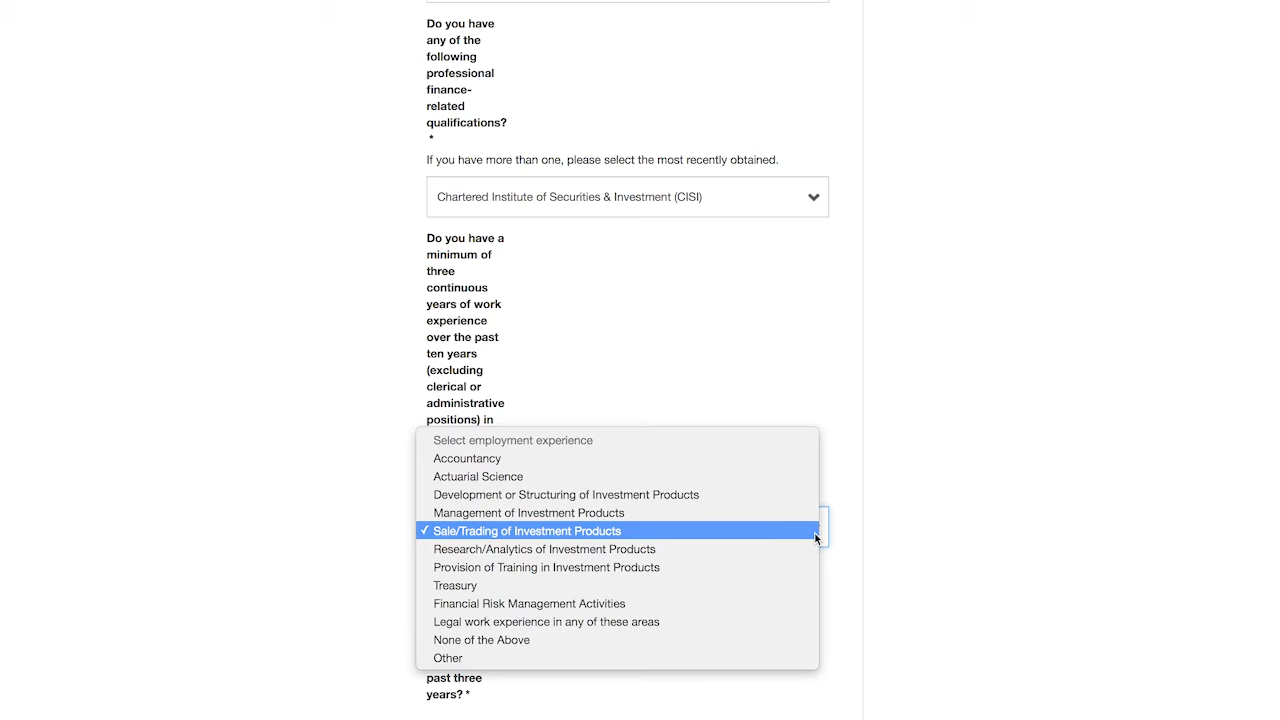 Do you have
any of the
following
professional
finance-
related
qualifications?
*
If you have more than one, please select the most recently obtained.
Chartered Institute of Securities & Investment (CISI)
Do you have a
minimum of
three
continuous
years of work
experience
over the past
ten years
(excluding
clerical or
administrative
positions) in
Select employment experience
Accountancy
Actuarial Science
Development or Structuring of Investment Products
Management of Investment Products
✓ Sale/Trading of Investment Products
Research/Analytics of Investment Products
Provision of Training in Investment Products
Treasury
Financial Risk Management Activities
Legal work experience in any of these areas
None of the Above
Other
past three
years? *